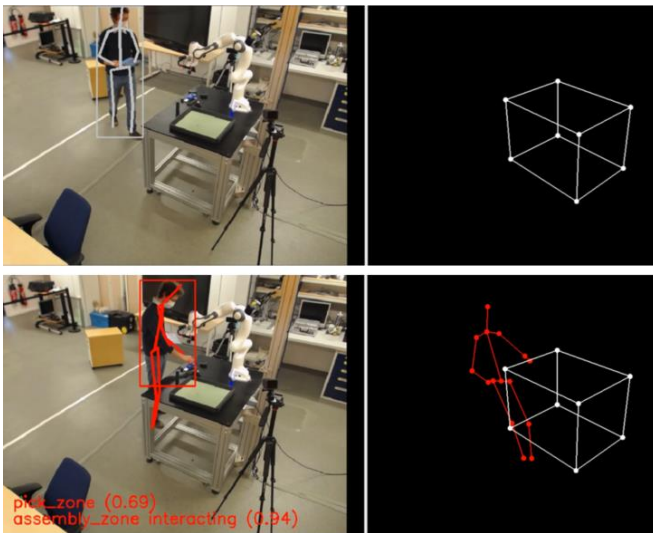 pick_zone (0.69)
assembly_zone interacting (0.94)